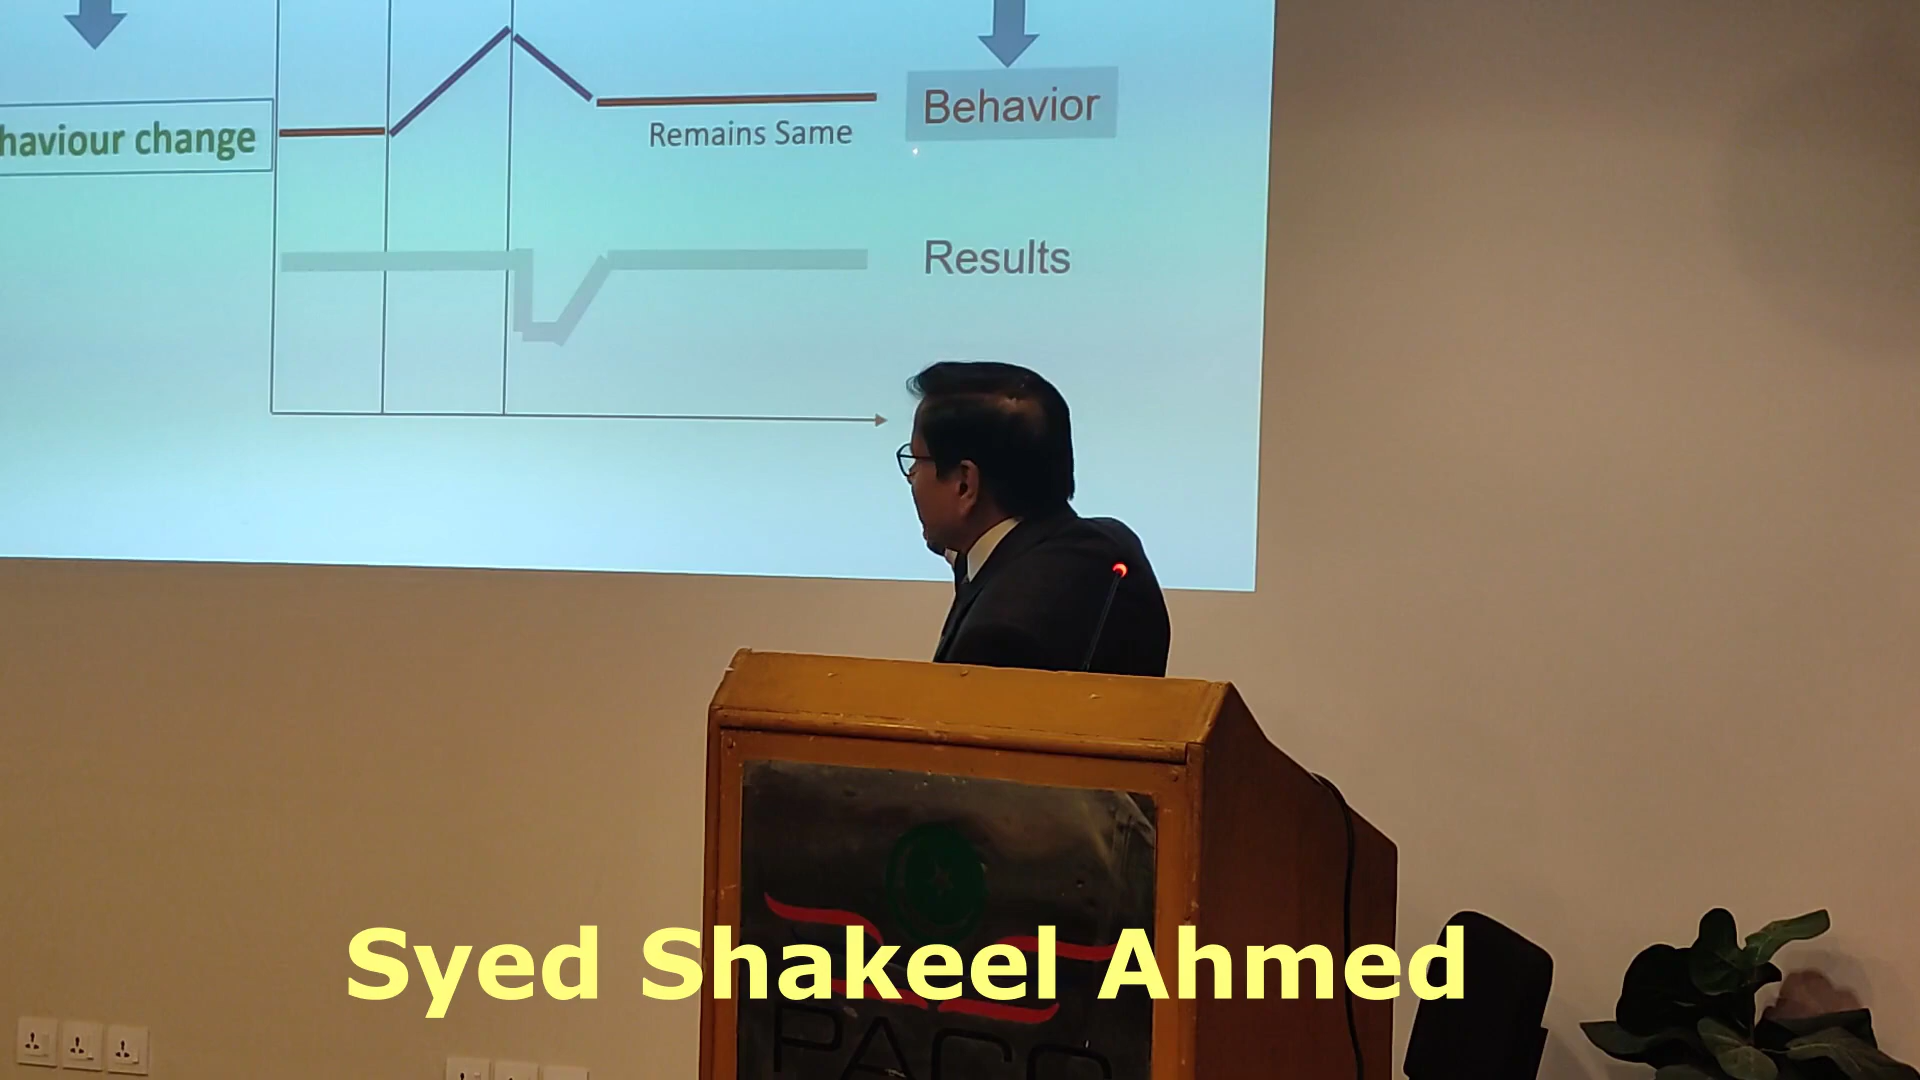 Behavior
haviour change
Remains Same
Results
Syed Shakeel Ahmed